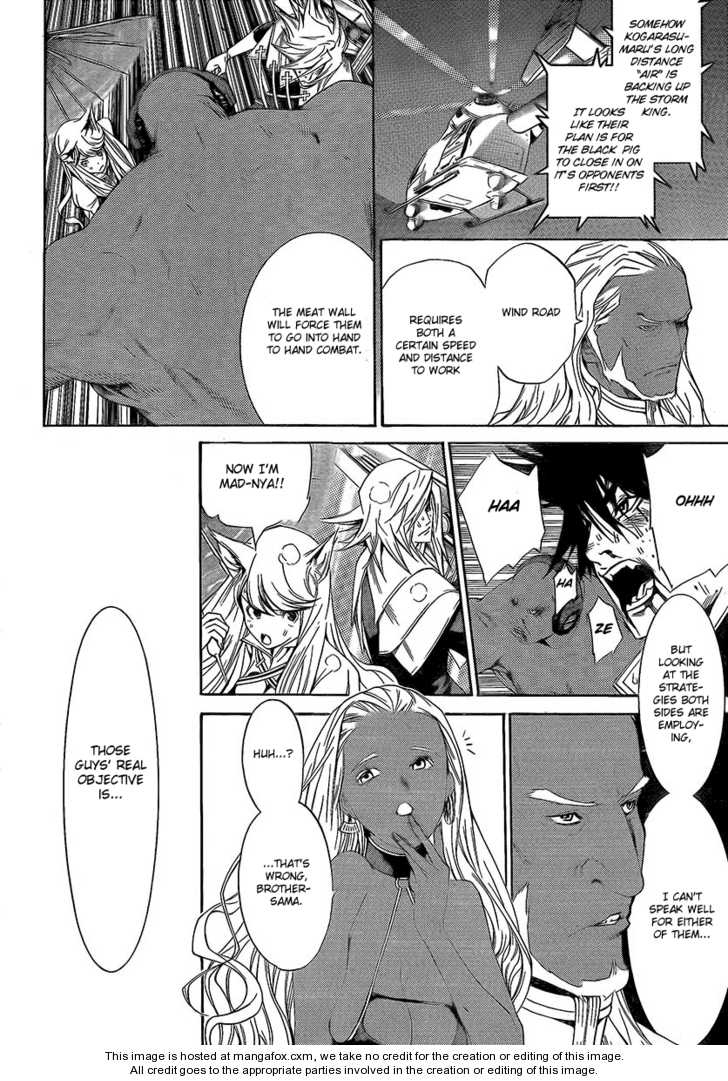 SOMEHOW
KOGARASU-
MARU'S LONG
DISTANCE
"AIR" IS
BACKING UP
THE STORM
KING.
IT LOOKS
LIKE THEIR
PLAN IS FOR
THE BLACK PIG
TO CLOSE IN ON
IT'S OPPONENTS
FIRST!!
WIND ROAD
REQUIRES
BOTH A
CERTAIN SPEED
AND DISTANCE
TO WORK
THE MEAT WALL
WILL FORCE THEM
TO GO INTO HAND
TO HAND COMBAT.
OHHH
HAA
HA
ZE
NOW I'M
MAD-NYA!!
BUT
LOOKING
AT THE
STRATE-
GIES BOTH
SIDES ARE
EMPLOY-
ING,
I CAN'T
SPEAK WELL
FOR EITHER
OF THEM...
HUH...?
...THAT'S
WRONG,
BROTHER-
SAMA.
THOSE
GUYS' REAL
OBJECTIVE
IS...
This image is hosted at mangafox.cxm, we take no credit for the creation or editing of this image.
All credit goes to the appropriate parties involved in the creation or editing of this image.